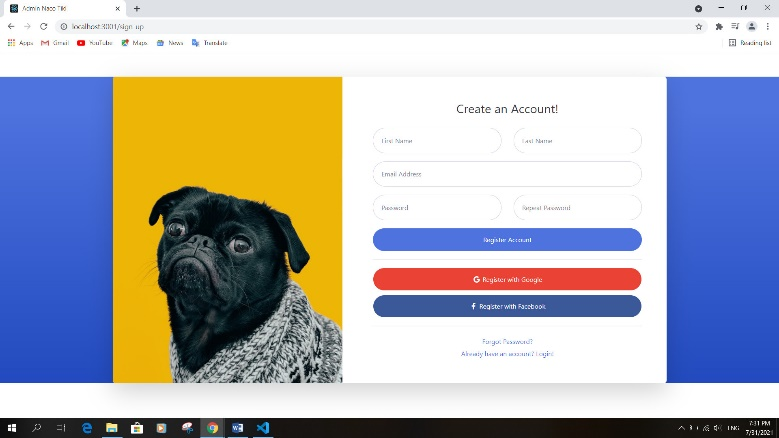 Admin Naco Tiki
localhost:3001/sign-up
Apps Gmail YouTube Maps News Translate Reading list
Create an Account!
First Name Last Name
Email Address
Password Repeat Password
Register Account
Register with Google
Register with Facebook
Forgot Password?
Already have an account? Login!
ENG
7:31 PM
7/31/2021